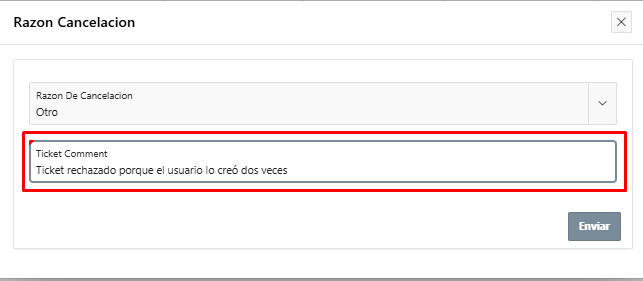 Razon Cancelacion
Razon De Cancelacion
Otro
Ticket Comment
Ticket rechazado porque el usuario lo creó dos veces
Enviar